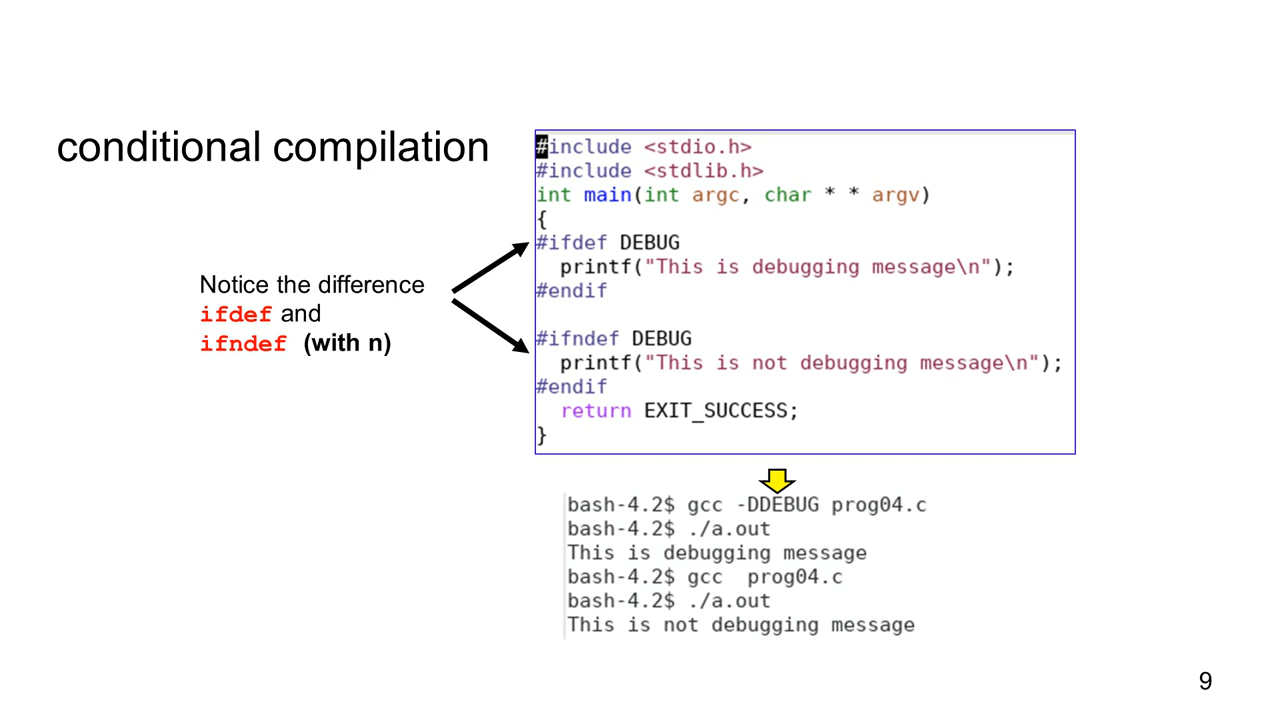 conditional compilation
Notice the difference
ifdef and
ifndef (with n)
#include <stdio.h>
#include <stdlib.h>
int main(int argc, char * * argv)
{
#ifdef DEBUG
  printf("This is debugging message\n");
#endif

#ifndef DEBUG
  printf("This is not debugging message\n");
#endif
  return EXIT_SUCCESS;
}
bash-4.2$ gcc -DDEBUG prog04.c
bash-4.2$ ./a.out
This is debugging message
bash-4.2$ gcc  prog04.c
bash-4.2$ ./a.out
This is not debugging message
9